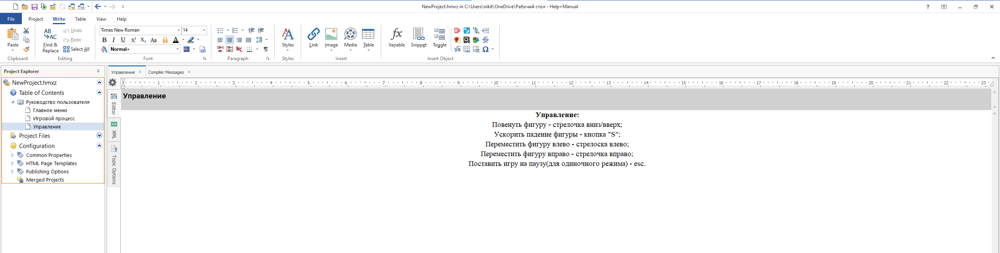 NewProject.hmxz in C:\Users\nikit\OneDrive\Рабочий стол - Help+Manual
File Project Write Table View Help
Paste
Clipboard
Find & Replace
Undo
Redo
Select All
Editing
Times New Roman 14
Normal+
Font
Paragraph
Styles
Styles
Link Image Media Table
Insert
Variable Snippet Toggle
Insert Object
Project Explorer
NewProject.hmxz
Table of Contents
Руководство пользователя
Главное меню
Игровой процесс
Управление
Project Files
Configuration
Common Properties
HTML Page Templates
Publishing Options
Merged Projects
Управление Compiler Messages
1 2 3 4 5 6 7 8 9 10 11 12 13 14 15 16 17 18 19 20 21 22 23
Editor
XML
Topic Options
Управление
Управление:
Повенуть фигуру - стрелочка вниз/вверх;
Ускорить падение фигуры - кнопка "S";
Переместить фигуру влево - стрелоска влево;
Переместить фигуру вправо - стрелочка вправо;
Поставить игру на паузу(для одиночного режима) - esc.